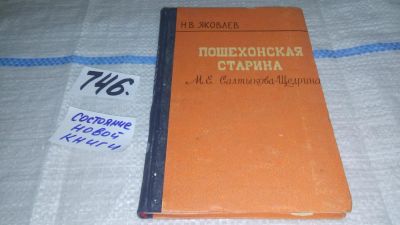 Н.В. ЯКОВЛЕВ
ПОШЕХОНСКАЯ
СТАРИНА
М.Е. Салтыкова-Щедрина
746.
СОСТОЯНИЕ
НОВОЙ
КНИГИ